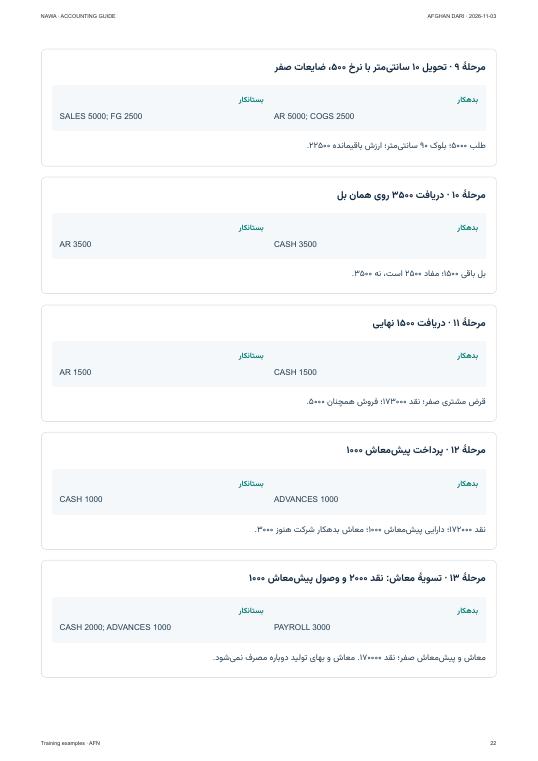 NAWA · ACCOUNTING GUIDE
AFGHAN DARI · 2026-11-03
مرحلهٔ ۹ · تحویل ۱۰ سانتی‌متر با نرخ ۵۰۰، ضایعات صفر
بدهکار
بستانکار
AR 5000; COGS 2500
SALES 5000; FG 2500
طلب ۵۰۰۰؛ بلوک ۹۰ سانتی‌متر؛ ارزش باقیمانده ۲۲۵۰۰.
مرحلهٔ ۱۰ · دریافت ۳۵۰۰ روی همان بل
بدهکار
بستانکار
CASH 3500
AR 3500
بل باقی ۱۵۰۰؛ مفاد ۲۵۰۰ است، نه ۳۵۰۰.
مرحلهٔ ۱۱ · دریافت ۱۵۰۰ نهایی
بدهکار
بستانکار
CASH 1500
AR 1500
قرض مشتری صفر؛ نقد ۱۷۳۰۰۰؛ فروش همچنان ۵۰۰۰.
مرحلهٔ ۱۲ · پرداخت پیش‌معاش ۱۰۰۰
بدهکار
بستانکار
ADVANCES 1000
CASH 1000
نقد ۱۷۲۰۰۰؛ دارایی پیش‌معاش ۱۰۰۰؛ معاش بدهکار شرکت هنوز ۳۰۰۰.
مرحلهٔ ۱۳ · تسویهٔ معاش: نقد ۲۰۰۰ و وصول پیش‌معاش ۱۰۰۰
بدهکار
بستانکار
PAYROLL 3000
CASH 2000; ADVANCES 1000
معاش و پیش‌معاش صفر؛ نقد ۱۷۰۰۰۰. معاش و بهای تولید دوباره مصرف نمی‌شود.
Training examples · AFN
22